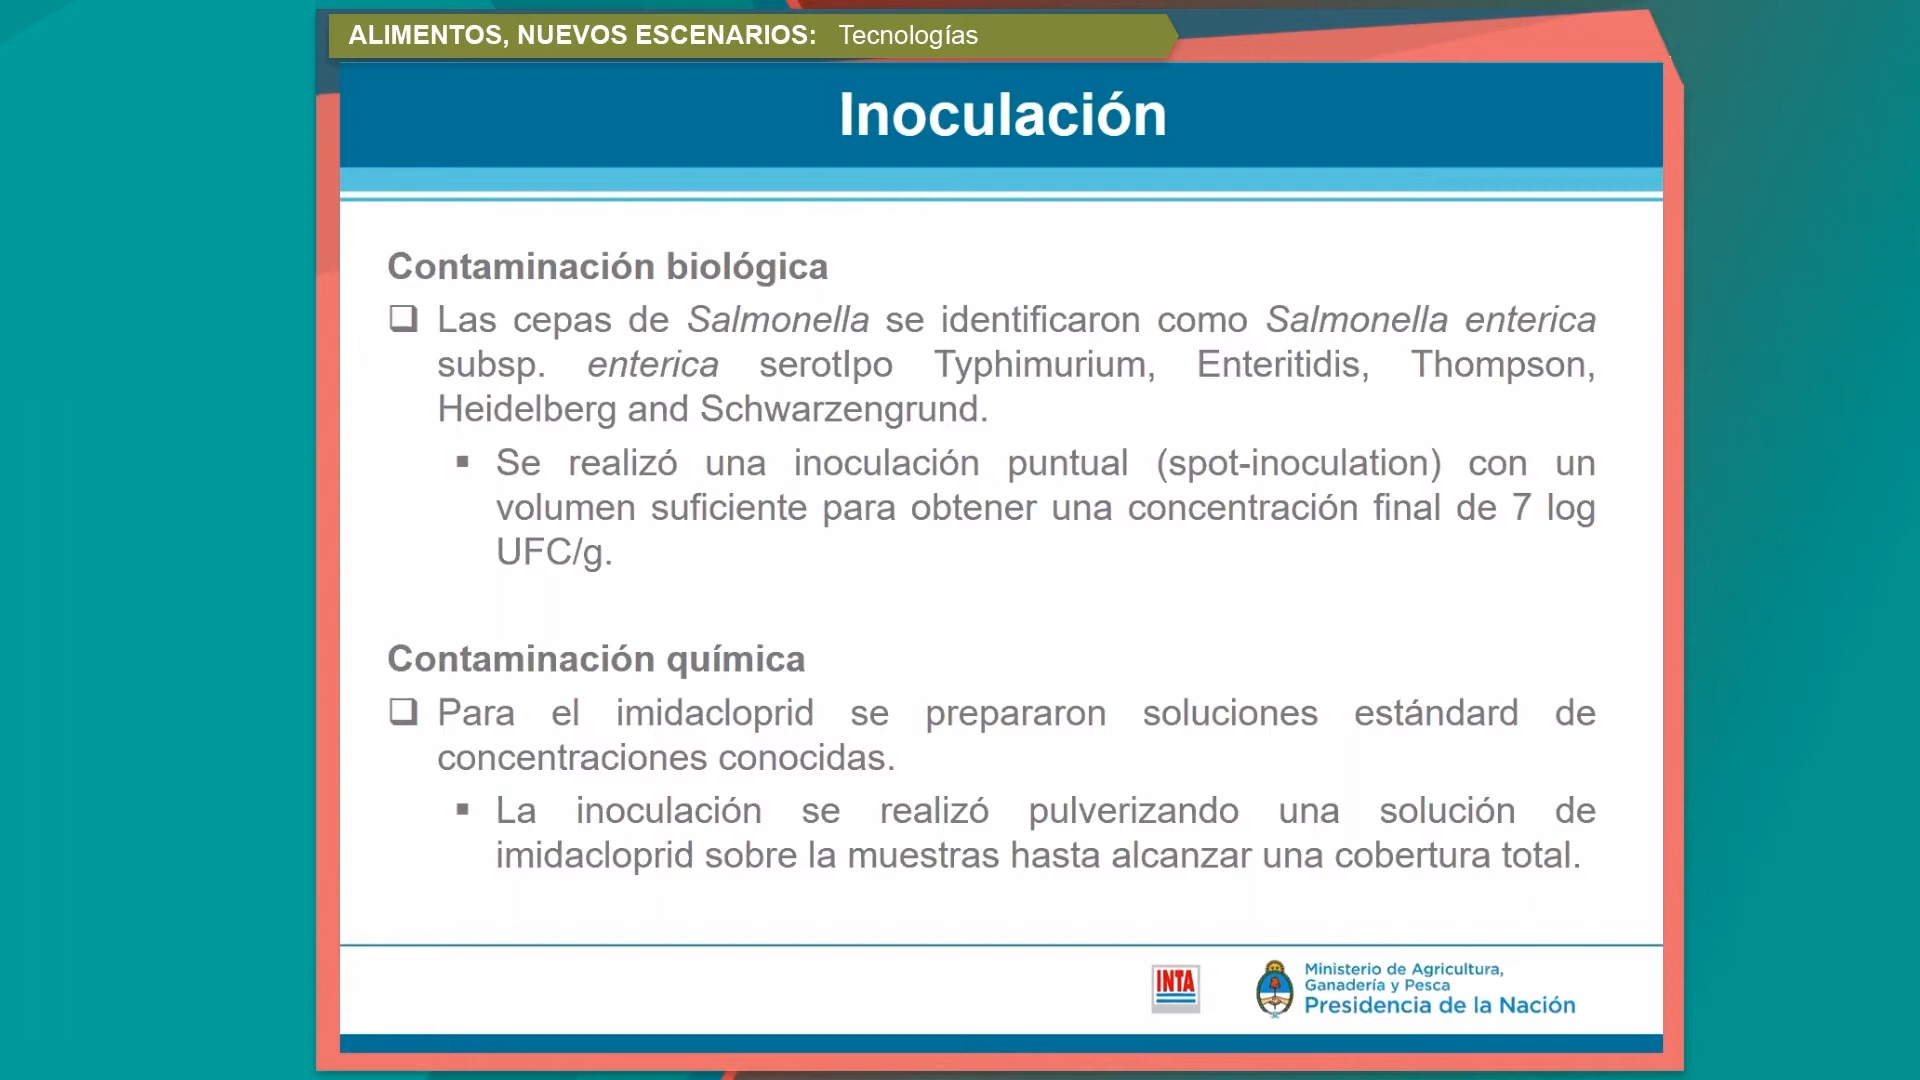 ALIMENTOS, NUEVOS ESCENARIOS: Tecnologías
Inoculación
Contaminación biológica
❑ Las cepas de Salmonella se identificaron como Salmonella enterica
subsp. enterica serotIpo Typhimurium, Enteritidis, Thompson,
Heidelberg and Schwarzengrund.
▪ Se realizó una inoculación puntual (spot-inoculation) con un
volumen suficiente para obtener una concentración final de 7 log
UFC/g.
Contaminación química
❑ Para el imidacloprid se prepararon soluciones estándard de
concentraciones conocidas.
▪ La inoculación se realizó pulverizando una solución de
imidacloprid sobre la muestras hasta alcanzar una cobertura total.
INTA
Ministerio de Agricultura,
Ganadería y Pesca
Presidencia de la Nación